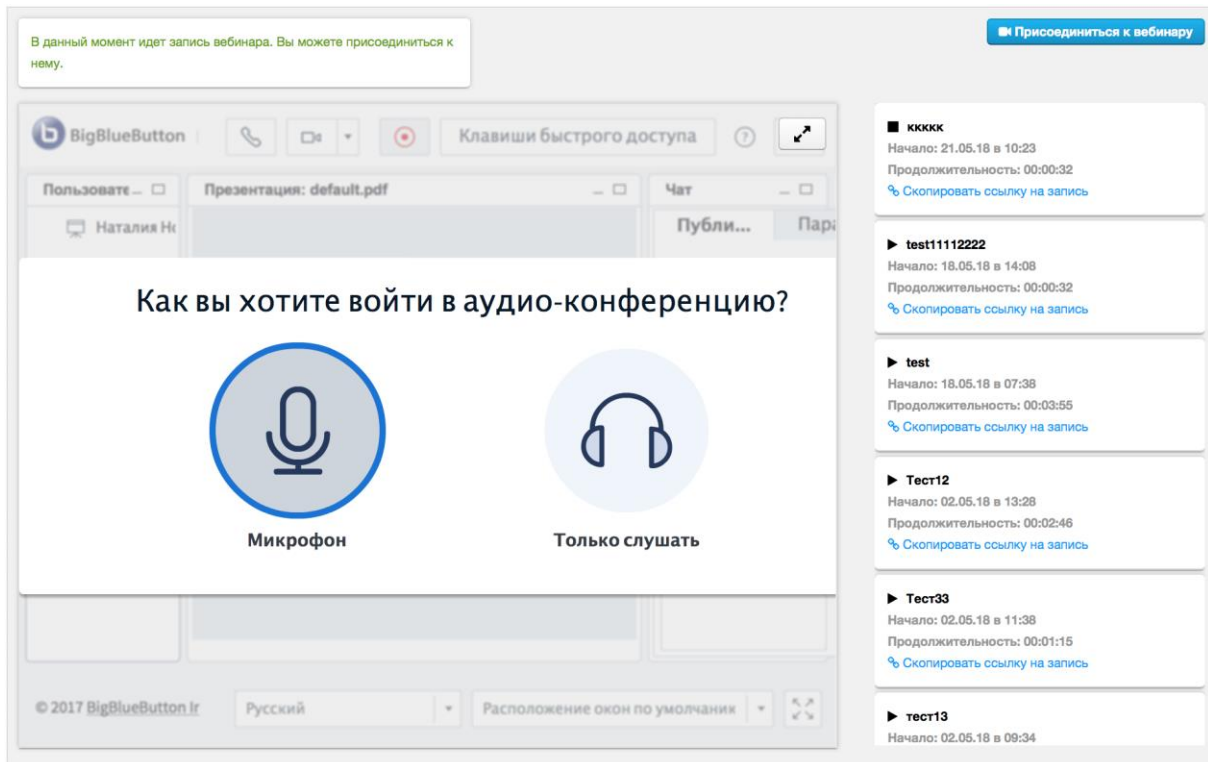 В данный момент идет запись вебинара. Вы можете присоединиться к
нему.
Присоединиться к вебинару
BigBlueButton
Клавиши быстрого доступа
Пользовате...
Презентация: default.pdf
Чат
Наталия
Публи...
Как вы хотите войти в аудио-конференцию?
Микрофон
Только слушать
© 2017 BigBlueButton
Русский
Расположение окон по умолчанию
ккккк
Начало: 21.05.18 в 10:23
Продолжительность: 00:00:32
Скопировать ссылку на запись
test11112222
Начало: 18.05.18 в 14:08
Продолжительность: 00:00:32
Скопировать ссылку на запись
test
Начало: 18.05.18 в 07:38
Продолжительность: 00:03:55
Скопировать ссылку на запись
Тест12
Начало: 02.05.18 в 13:28
Продолжительность: 00:02:46
Скопировать ссылку на запись
Тест33
Начало: 02.05.18 в 11:38
Продолжительность: 00:01:15
Скопировать ссылку на запись
тест13
Начало: 02.05.18 в 09:34